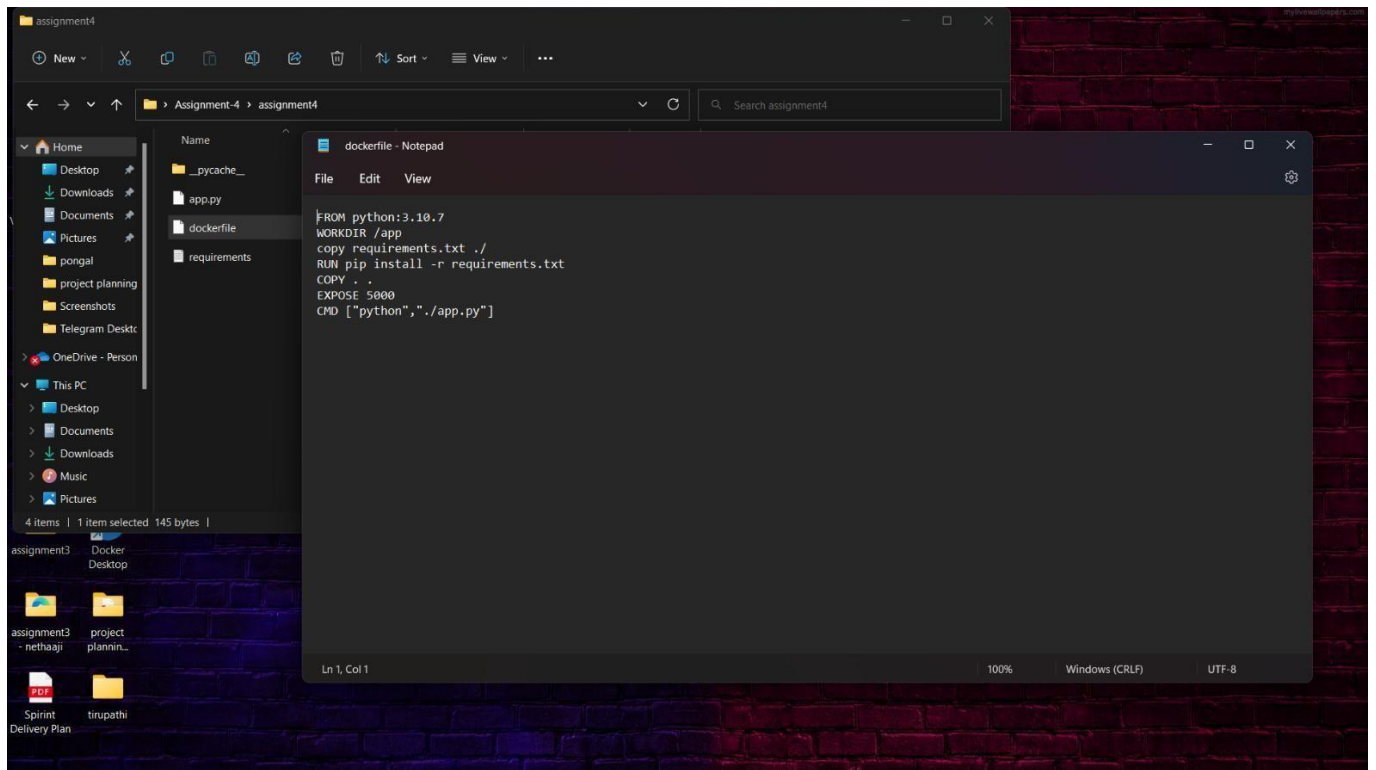 mylivewallpapers.com
assignment4
New
Sort
View
Assignment-4 > assignment4
Search assignment4
Home
Desktop
Downloads
Documents
Pictures
pongal
project planning
Screenshots
Telegram Deskt
OneDrive - Person
This PC
Desktop
Documents
Downloads
Music
Pictures
Name
__pycache__
app.py
dockerfile
requirements
4 items | 1 item selected 145 bytes |
dockerfile - Notepad
File Edit View
FROM python:3.10.7
WORKDIR /app
copy requirements.txt ./
RUN pip install -r requirements.txt
COPY . .
EXPOSE 5000
CMD ["python","./app.py"]
Ln 1, Col 1
100%
Windows (CRLF)
UTF-8
assignment3
Docker
Desktop
assignment3
- nethaaji
project
plannin...
PDF
Spirint
Delivery Plan
tirupathi